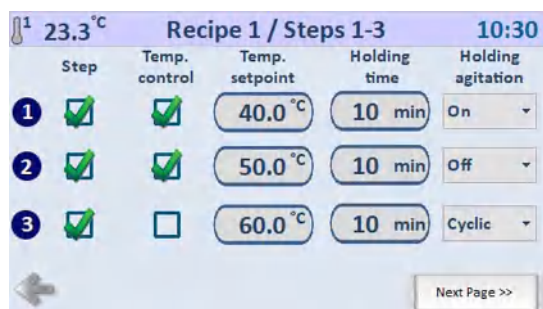 1 23.3°C Recipe 1 / Steps 1-3 10:30
Step Temp. control Temp. setpoint Holding time Holding agitation
1 40.0 °C 10 min On
2 50.0 °C 10 min Off
3 60.0 °C 10 min Cyclic
Next Page >>